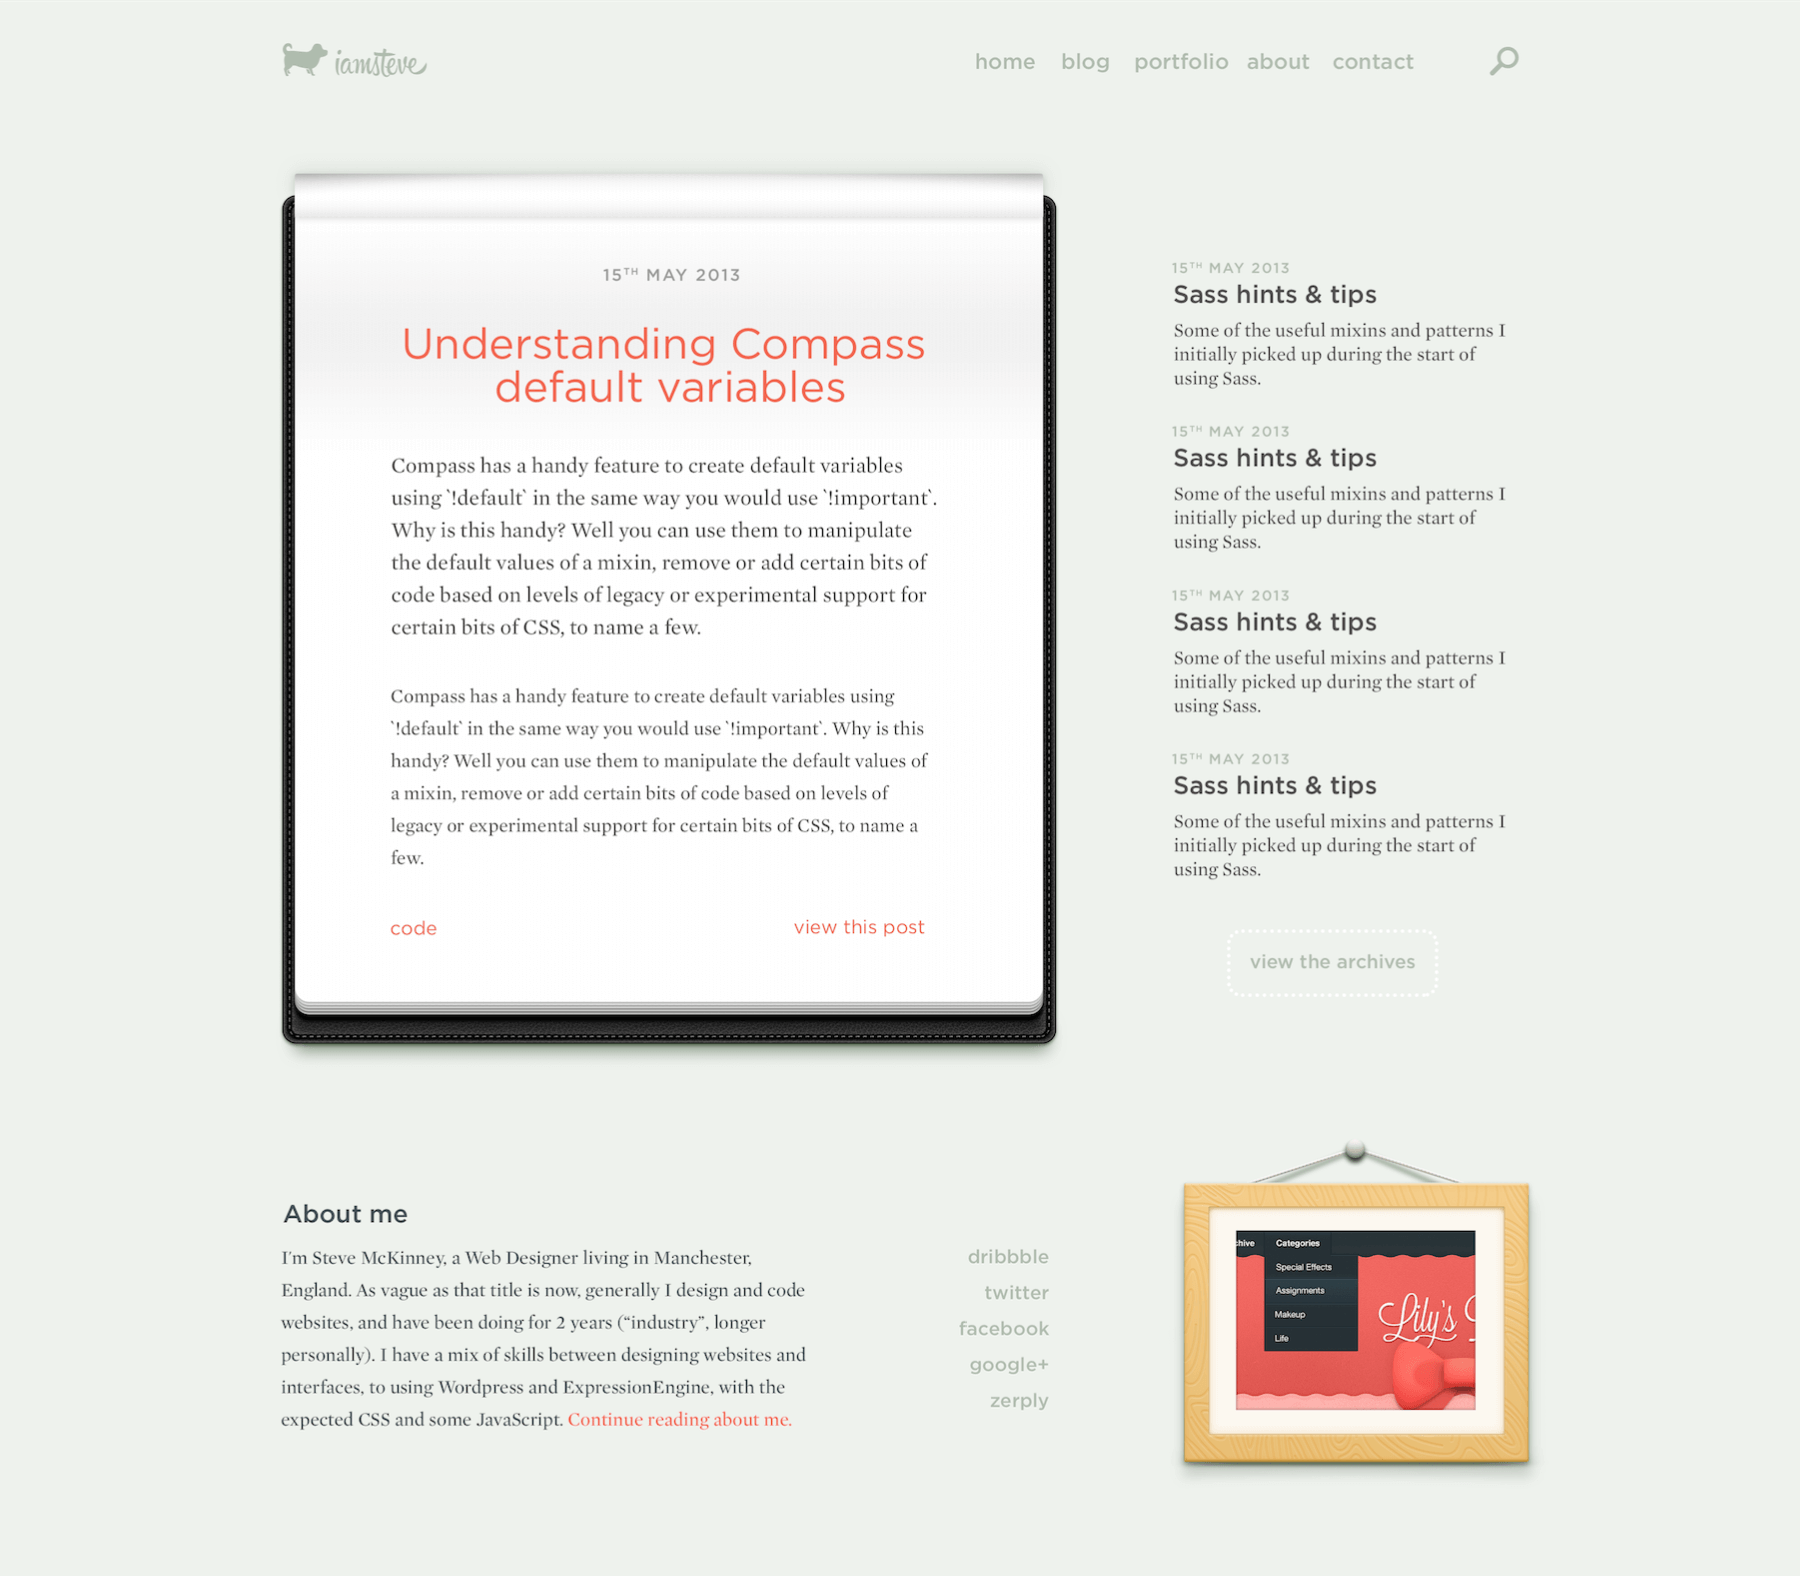 iamsteve
home blog portfolio about contact
15TH MAY 2013
Understanding Compass
default variables
Compass has a handy feature to create default variables
using `!default` in the same way you would use `!important`.
Why is this handy? Well you can use them to manipulate
the default values of a mixin, remove or add certain bits of
code based on levels of legacy or experimental support for
certain bits of CSS, to name a few.
Compass has a handy feature to create default variables using
`!default` in the same way you would use `!important`. Why is this
handy? Well you can use them to manipulate the default values of
a mixin, remove or add certain bits of code based on levels of
legacy or experimental support for certain bits of CSS, to name a
few.
code
view this post
15TH MAY 2013
Sass hints & tips
Some of the useful mixins and patterns I
initially picked up during the start of
using Sass.
15TH MAY 2013
Sass hints & tips
Some of the useful mixins and patterns I
initially picked up during the start of
using Sass.
15TH MAY 2013
Sass hints & tips
Some of the useful mixins and patterns I
initially picked up during the start of
using Sass.
15TH MAY 2013
Sass hints & tips
Some of the useful mixins and patterns I
initially picked up during the start of
using Sass.
view the archives
About me
I'm Steve McKinney, a Web Designer living in Manchester,
England. As vague as that title is now, generally I design and code
websites, and have been doing for 2 years (“industry”, longer
personally). I have a mix of skills between designing websites and
interfaces, to using Wordpress and ExpressionEngine, with the
expected CSS and some JavaScript. Continue reading about me.
dribbble
twitter
facebook
google+
zerply
chive Categories
Special Effects
Assignments
Makeup
Life
Lily's